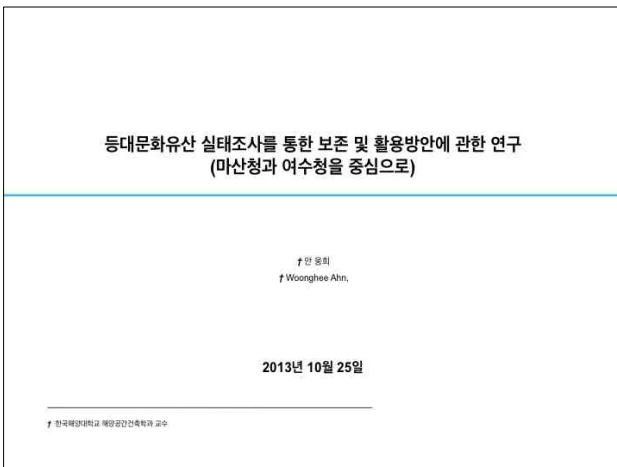 등대문화유산 실태조사를 통한 보존 및 활용방안에 관한 연구
(마산청과 여수청을 중심으로)
† 안 웅희
† Woonghee Ahn,
2013년 10월 25일
† 한국해양대학교 해양공간건축학과 교수